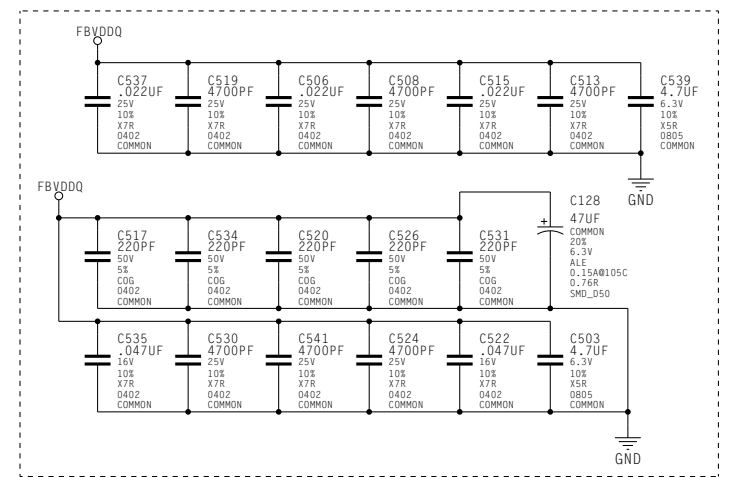 FBVDDQ
C537
.022UF
25V
10%
X7R
0402
COMMON
C519
4700PF
25V
10%
X7R
0402
COMMON
C506
.022UF
25V
10%
X7R
0402
COMMON
C508
4700PF
25V
10%
X7R
0402
COMMON
C515
.022UF
25V
10%
X7R
0402
COMMON
C513
4700PF
25V
10%
X7R
0402
COMMON
C539
4.7UF
6.3V
10%
X5R
0805
COMMON
GND
FBVDDQ
C517
220PF
50V
5%
COG
0402
COMMON
C534
220PF
50V
5%
COG
0402
COMMON
C520
220PF
50V
5%
COG
0402
COMMON
C526
220PF
50V
5%
COG
0402
COMMON
C531
220PF
50V
5%
COG
0402
COMMON
+
C128
47UF
COMMON
20%
6.3V
ALE
0.15A@105C
0.76R
SMD_D50
C535
.047UF
16V
10%
X7R
0402
COMMON
C530
4700PF
25V
10%
X7R
0402
COMMON
C541
4700PF
25V
10%
X7R
0402
COMMON
C524
4700PF
25V
10%
X7R
0402
COMMON
C522
.047UF
16V
10%
X7R
0402
COMMON
C503
4.7UF
6.3V
10%
X5R
0805
COMMON
GND